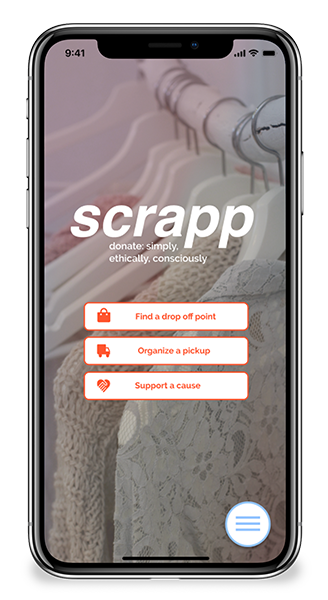 9:41
scrapp
donate: simply,
ethically, consciously
Find a drop off point
Organize a pickup
Support a cause